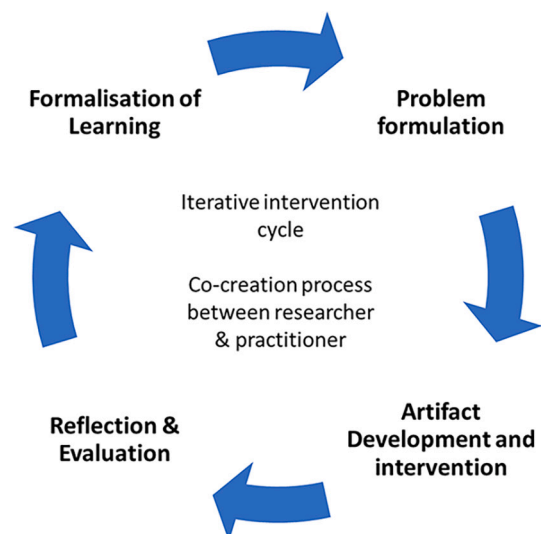 Formalisation of
Learning
Problem
formulation
Iterative intervention
cycle
Co-creation process
between researcher
& practitioner
Reflection &
Evaluation
Artifact
Development and
intervention